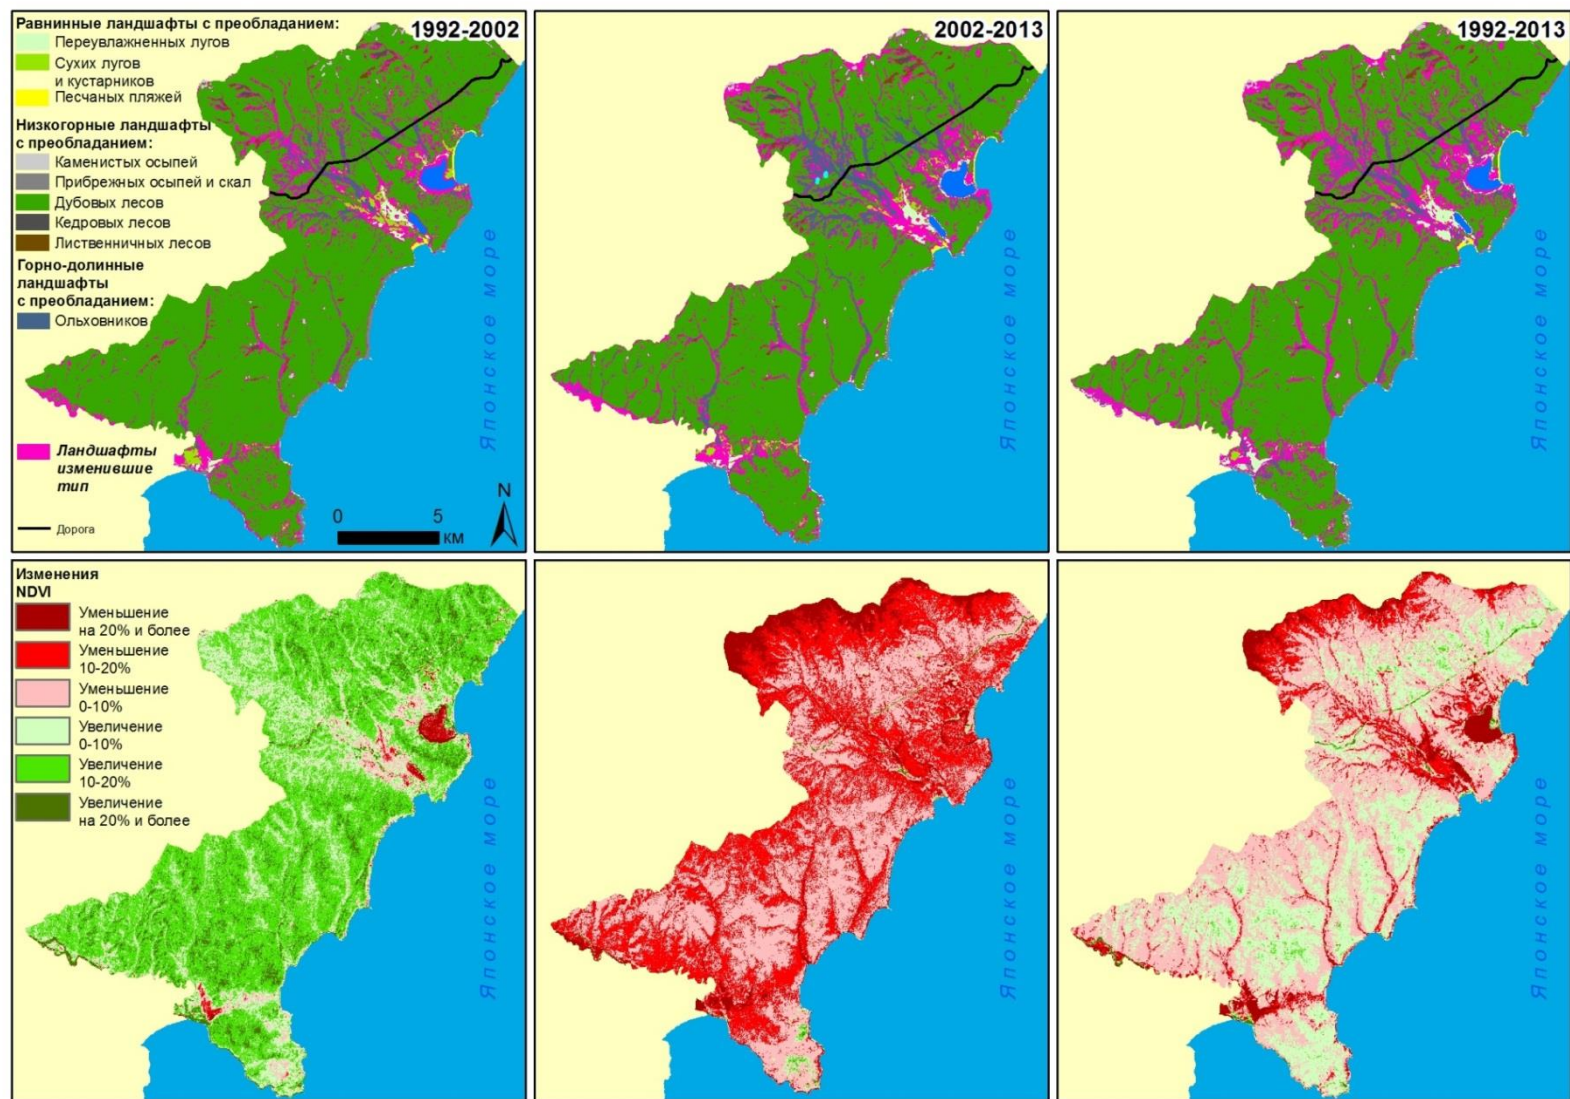 Равнинные ландшафты с преобладанием:
Переувлажненных лугов
Сухих лугов
и кустарников
Песчаных пляжей
Низкогорные ландшафты
с преобладанием:
Каменистых осыпей
Прибрежных осыпей и скал
Дубовых лесов
Кедровых лесов
Лиственничных лесов
Горно-долинные
ландшафты
с преобладанием:
Ольховников
Ландшафты
изменившие
тип
Дорога
1992-2002
Японское море
N
0 5
км
2002-2013
Японское море
1992-2013
Японское море
Изменения
NDVI
Уменьшение
на 20% и более
Уменьшение
10-20%
Уменьшение
0-10%
Увеличение
0-10%
Увеличение
10-20%
Увеличение
на 20% и более
Японское море
Японское море
Японское море